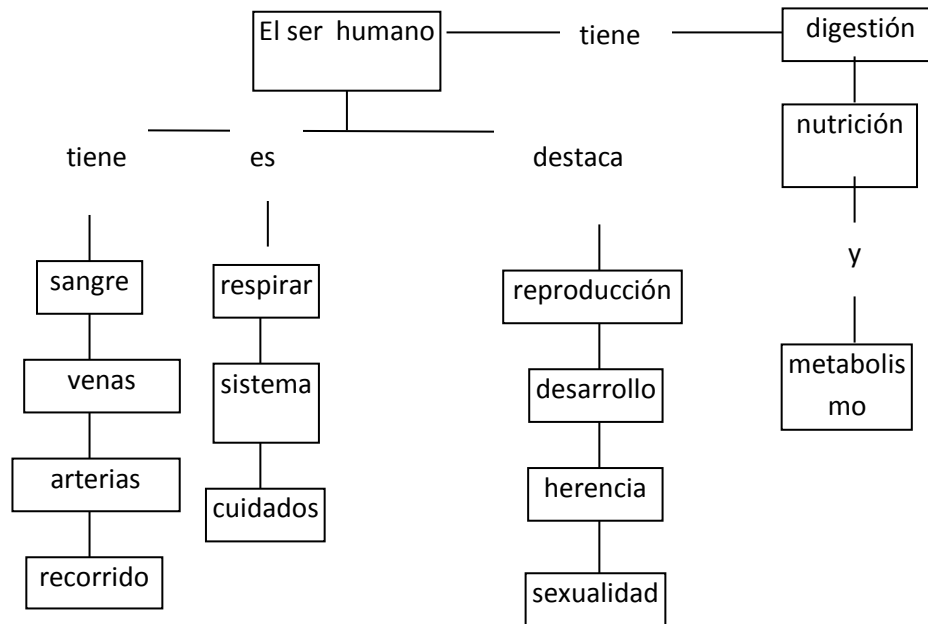 El ser humano
tiene
digestión
nutrición
tiene
es
destaca
y
sangre
respirar
reproducción
venas
sistema
desarrollo
metabolis
mo
arterias
cuidados
herencia
recorrido
sexualidad